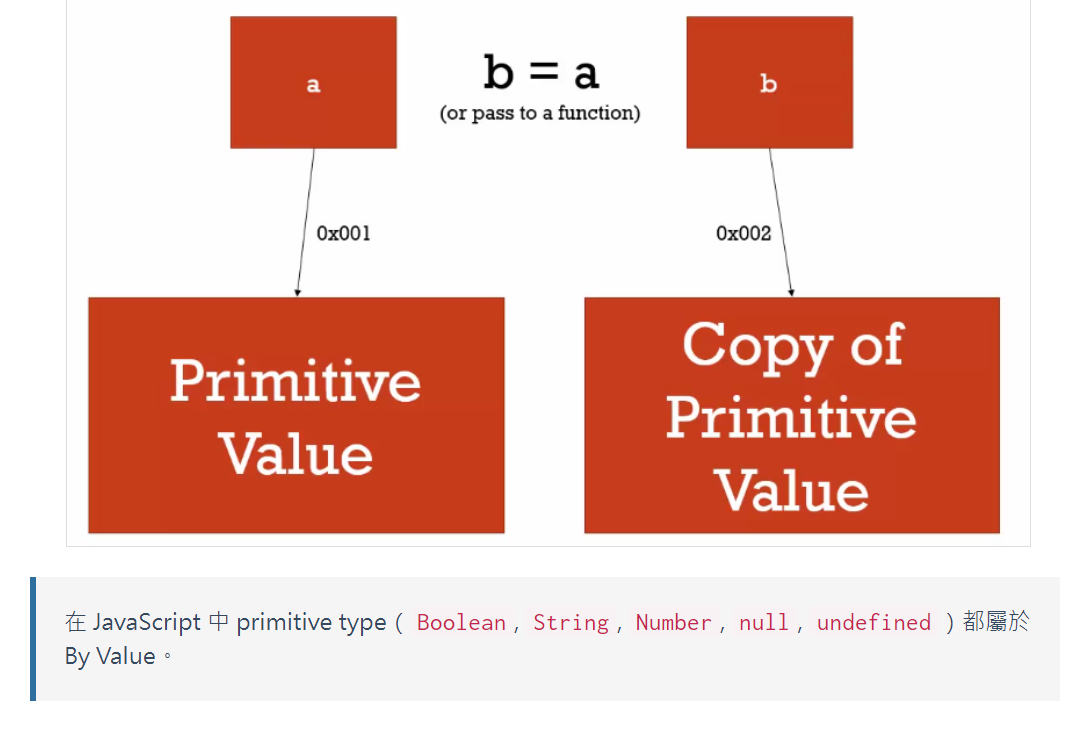 a
b = a
(or pass to a function)
b
0x001
0x002
Primitive
Value
Copy of
Primitive
Value
在 JavaScript 中 primitive type ( Boolean , String , Number , null , undefined ) 都屬於
By Value。